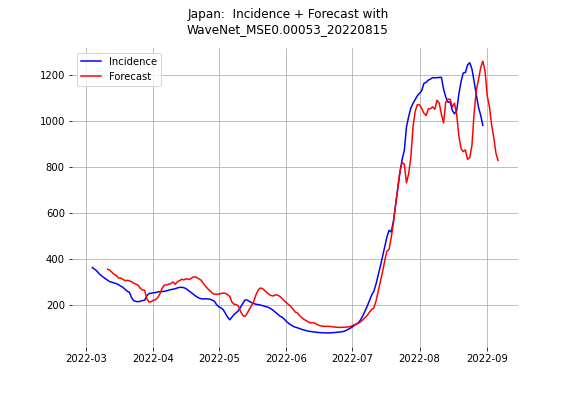 Japan:  Incidence + Forecast with
WaveNet_MSE0.00053_20220815
Incidence
Forecast
1200
1000
800
600
400
200
2022-03 2022-04 2022-05 2022-06 2022-07 2022-08 2022-09